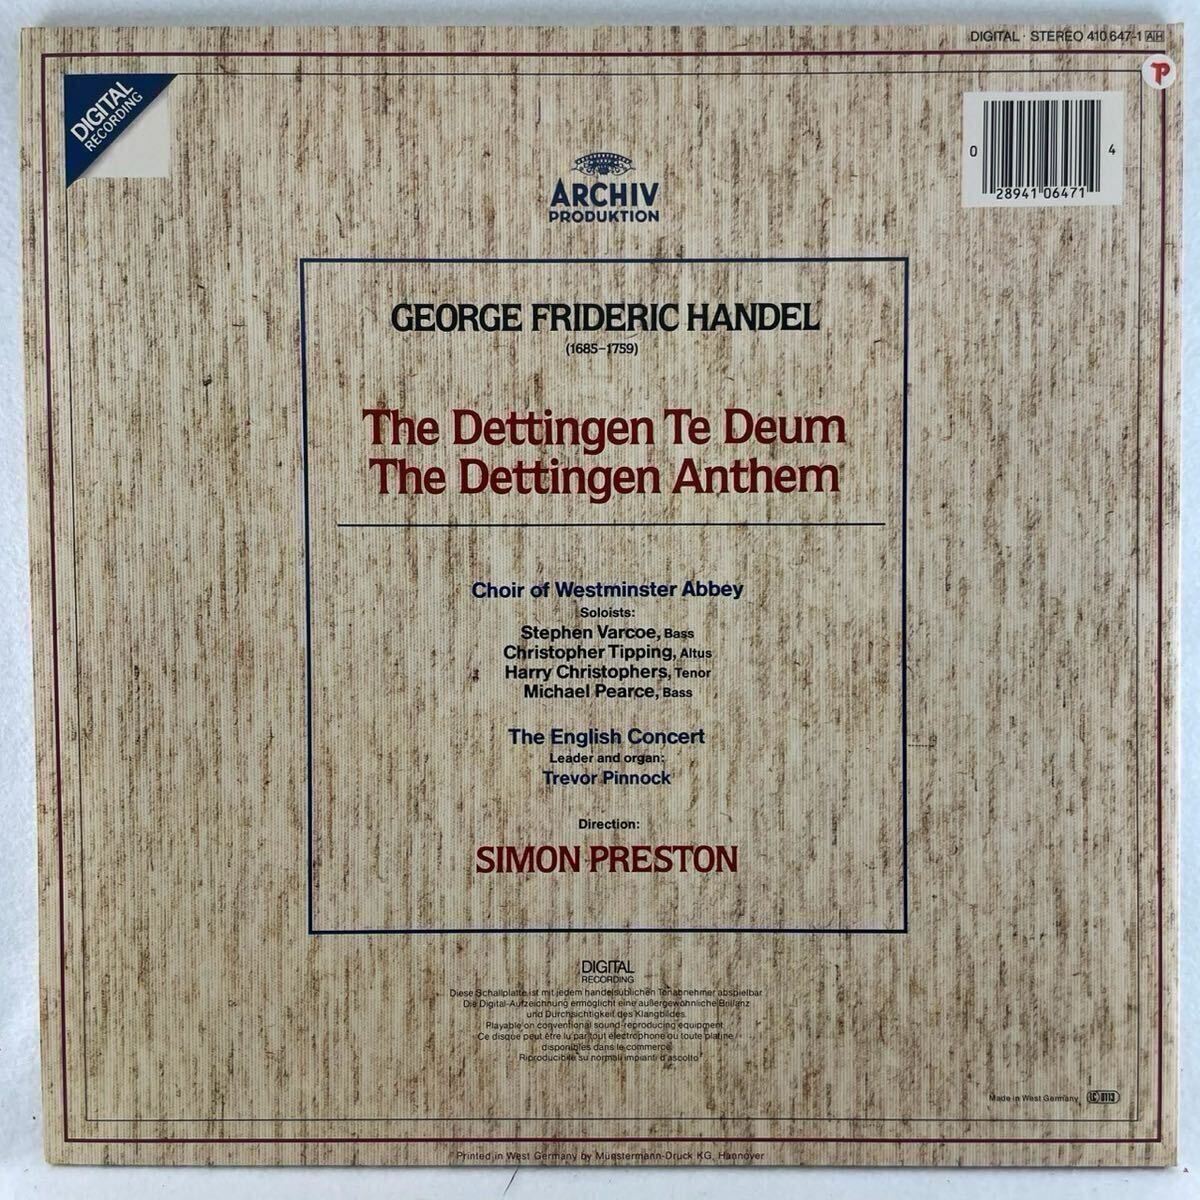 DIGITAL · STEREO 410 647-1 AH
DIGITAL
RECORDING
0 28941 06471 4
ARCHIV
PRODUKTION
GEORGE FRIDERIC HANDEL
(1685-1759)
The Dettingen Te Deum
The Dettingen Anthem
Choir of Westminster Abbey
Soloists:
Stephen Varcoe, Bass
Christopher Tipping, Altus
Harry Christophers, Tenor
Michael Pearce, Bass
The English Concert
Leader and organ:
Trevor Pinnock
Direction:
SIMON PRESTON
DIGITAL
RECORDING
Diese Schallplatte ist mit jedem handelsüblichen Tonabnehmer abspielbar.
Die Digital-Aufzeichnung ermöglicht eine außergewöhnliche Brillanz
und Durchsichtigkeit des Klangbildes.
Playable on conventional sound-reproducing equipment
Ce disque peut être lu par tout électrophone ou toute platine
disponibles dans le commerce.
Riproducibile su normali impianti d'ascolto
Made in West Germany LC 0113
Printed in West Germany by Muestermann-Druck KG, Hannover